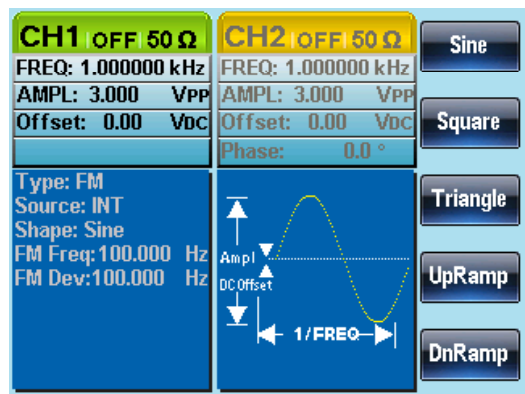 CH1 OFF 50 Ω
FREQ: 1.000000 kHz
AMPL: 3.000 VPP
Offset: 0.00 VDC
CH2 OFF 50 Ω
FREQ: 1.000000 kHz
AMPL: 3.000 VPP
Offset: 0.00 VDC
Phase: 0.0 °
Type: FM
Source: INT
Shape: Sine
FM Freq:100.000 Hz
FM Dev:100.000 Hz
Ampl
DC Offset
1/FREQ
Sine
Square
Triangle
UpRamp
DnRamp